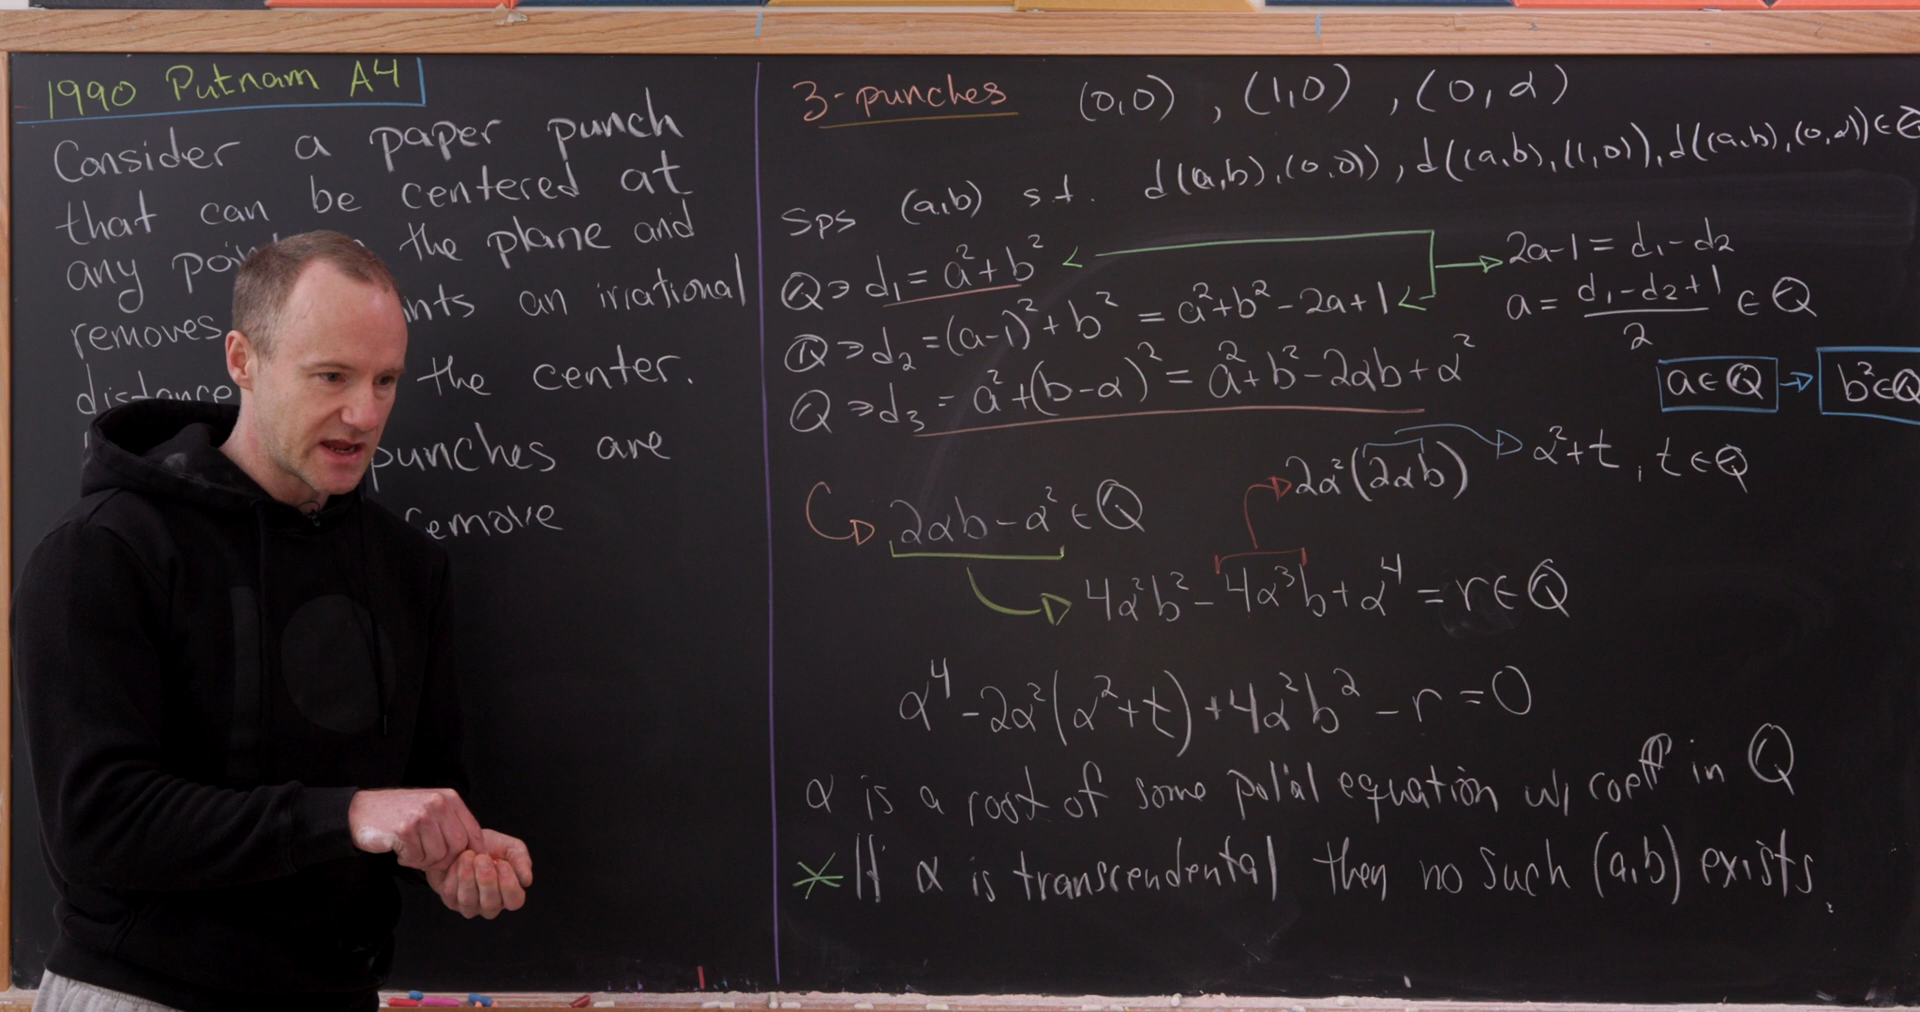 1990 Putnam A4
Consider a paper punch
that can be centered at
any the plane and
removes an irrational
distance the center.
punches are
remove
3-punches (0,0) , (1,0) , (0,α)
Sps (a,b) s.t. d(a,b),(0,0)), d((a,b),(1,0)), d((a,b),(0,α)) ∈ Q
Q ∋ d₁ = a² + b²
Q ∋ d₂ = (a-1)² + b² = a² + b² - 2a + 1
Q ∋ d₃ = a² + (b-α)² = a² + b² - 2αb + α²
2a-1 = d₁ - d₂
a = (d₁ - d₂ + 1)/2 ∈ Q
a ∈ Q → b² ∈ Q
2αb - α² ∈ Q
2α²(2αb) → α² + t , t ∈ Q
4α²b² - 4α³b + α⁴ = r ∈ Q
α⁴ - 2α²(α² + t) + 4α²b² - r = 0
α is a root of some pol'al equation w/ coeff in Q
* If α is transcendental then no such (a,b) exists.